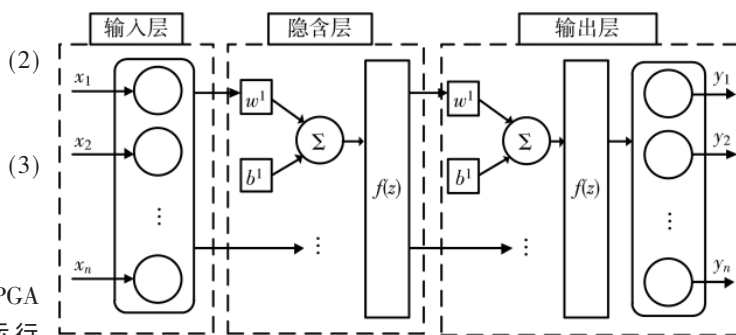 输入层 隐含层 输出层
(2)
x1 w1 w1 y1
Σ Σ
x2 y2
(3)
b1 b1
f(z) f(z)
⋮ ⋮ ⋮ ⋮
xn yn
PGA
运行